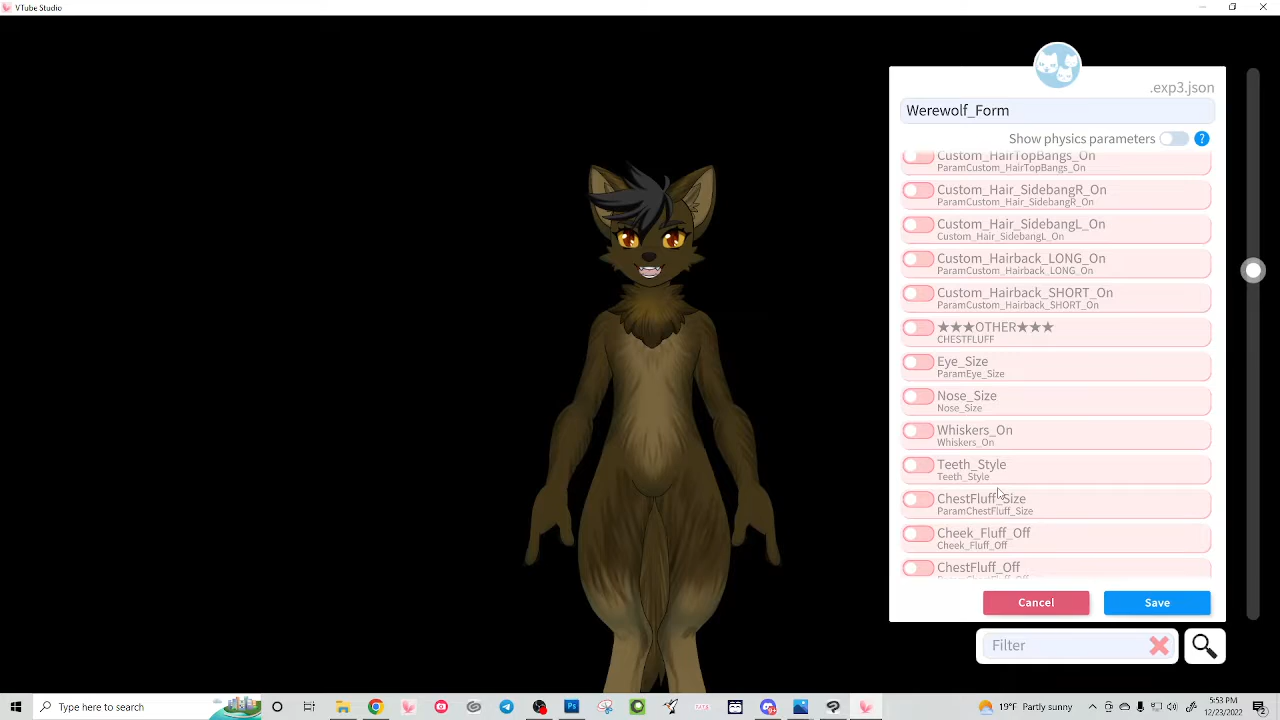 VTube Studio
.exp3.json
Werewolf_Form
Show physics parameters ?
Custom_HairTopBangs_On
ParamCustom_HairTopBangs_On
Custom_Hair_SidebangR_On
ParamCustom_Hair_SidebangR_On
Custom_Hair_SidebangL_On
Custom_Hair_SidebangL_On
Custom_Hairback_LONG_On
ParamCustom_Hairback_LONG_On
Custom_Hairback_SHORT_On
ParamCustom_Hairback_SHORT_On
★★★OTHER★★★
CHESTFLUFF
Eye_Size
ParamEye_Size
Nose_Size
Nose_Size
Whiskers_On
Whiskers_On
Teeth_Style
Teeth_Style
ChestFluff_Size
ParamChestFluff_Size
Cheek_Fluff_Off
Cheek_Fluff_Off
ChestFluff_Off
ParamChestFluff_Off
Cancel
Save
Filter
Type here to search
19°F Partly sunny
5:53 PM
12/23/2022